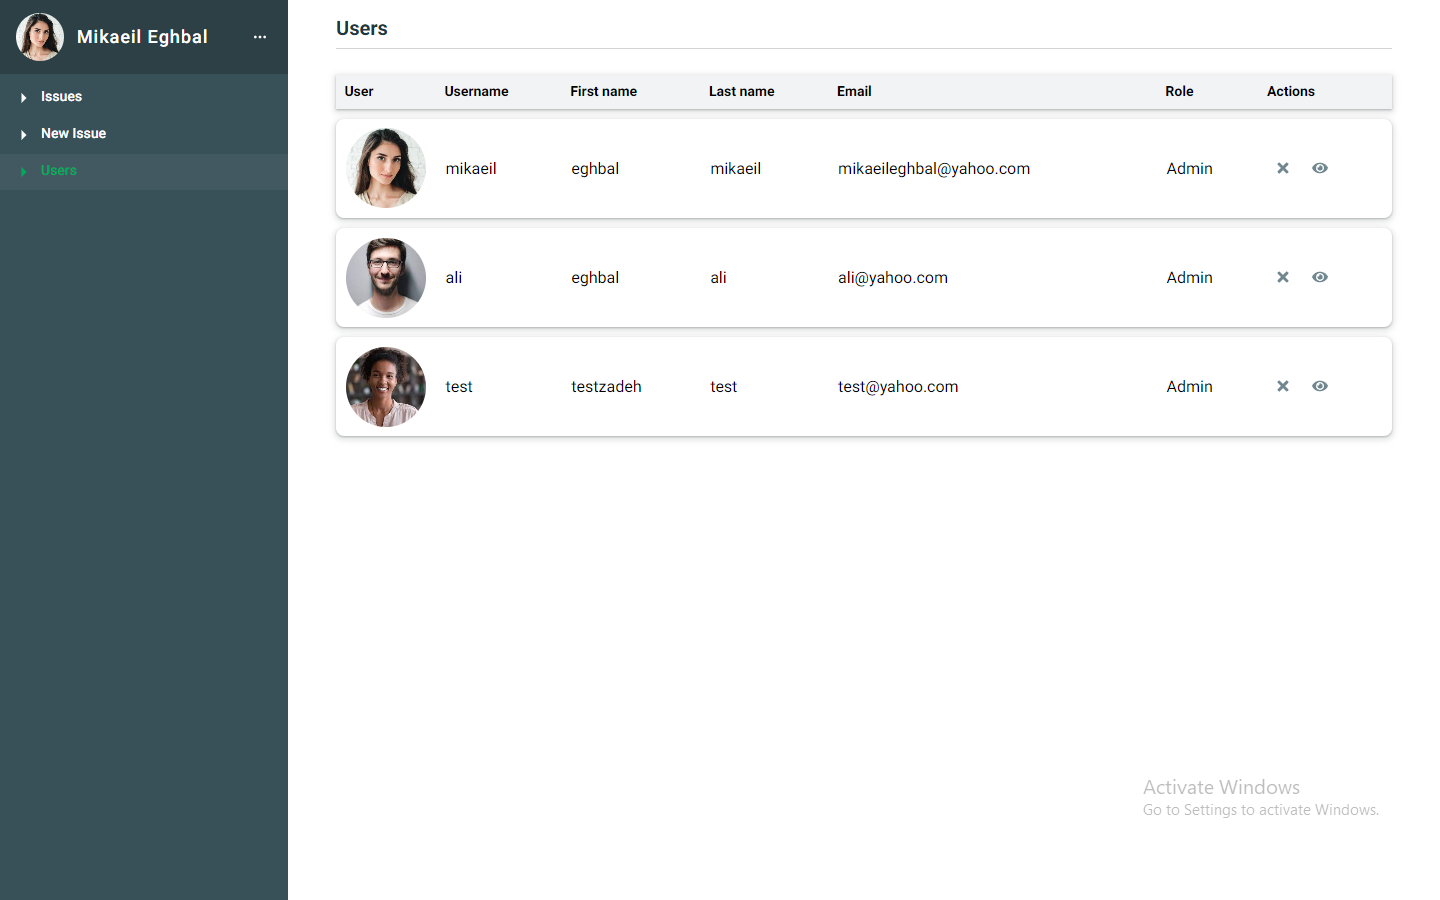 Mikaeil Eghbal
Issues
New Issue
Users
Users
User Username First name Last name Email Role Actions
mikaeil eghbal mikaeil mikaeileghbal@yahoo.com Admin
ali eghbal ali ali@yahoo.com Admin
test testzadeh test test@yahoo.com Admin
Activate Windows
Go to Settings to activate Windows.